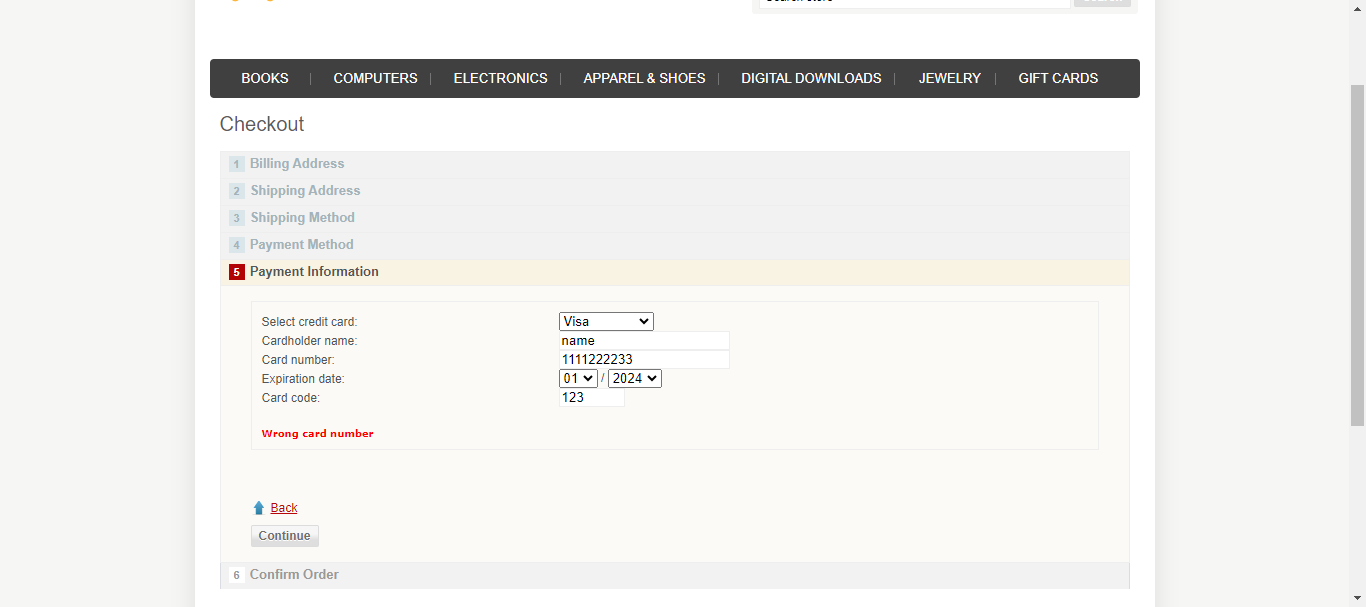 BOOKS | COMPUTERS | ELECTRONICS | APPAREL & SHOES | DIGITAL DOWNLOADS | JEWELRY | GIFT CARDS
Checkout
1 Billing Address
2 Shipping Address
3 Shipping Method
4 Payment Method
5 Payment Information
Select credit card: Visa
Cardholder name: name
Card number: 1111222233
Expiration date: 01 / 2024
Card code: 123
Wrong card number
Back
Continue
6 Confirm Order